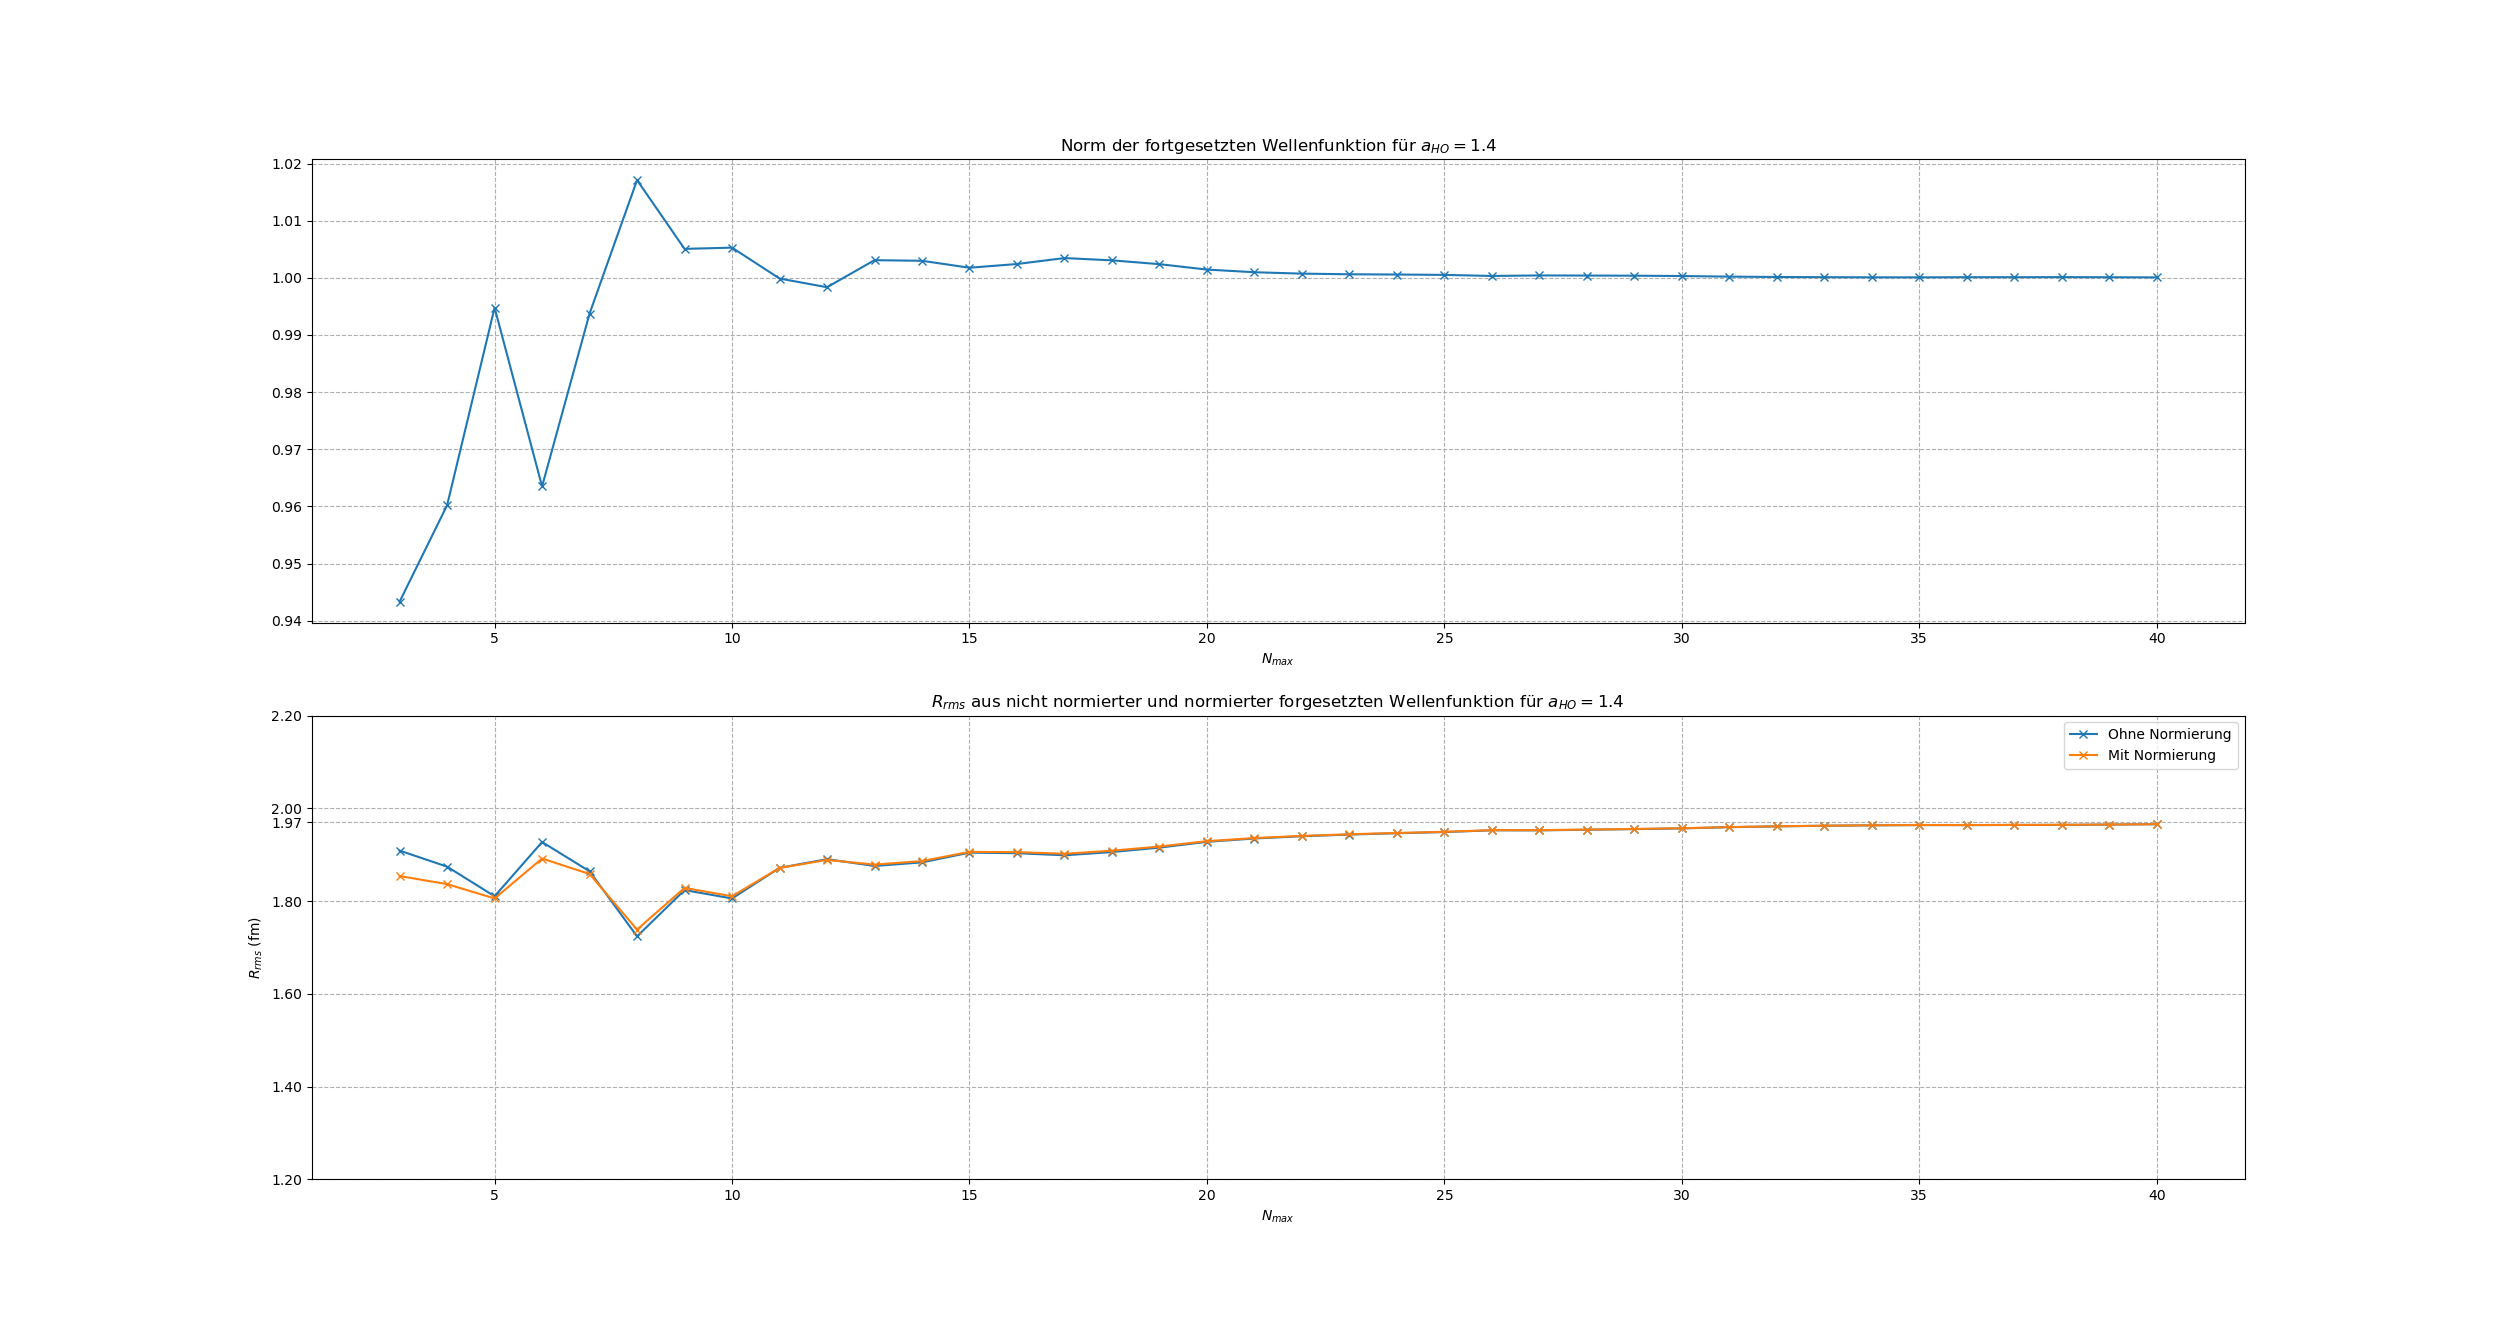 Norm der fortgesetzten Wellenfunktion für a_HO = 1.4
1.02
1.01
1.00
0.99
0.98
0.97
0.96
0.95
0.94
5 10 15 20 25 30 35 40
N_max
R_rms aus nicht normierter und normierter forgesetzten Wellenfunktion für a_HO = 1.4
Ohne Normierung
Mit Normierung
2.20
2.00
1.97
1.80
1.60
1.40
1.20
R_rms (fm)
5 10 15 20 25 30 35 40
N_max